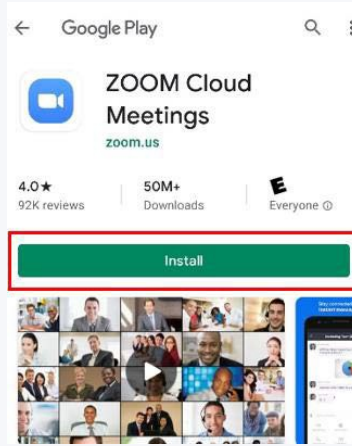 Google Play
ZOOM Cloud
Meetings
zoom.us
4.0★ 50M+ E
92K reviews Downloads Everyone
Install